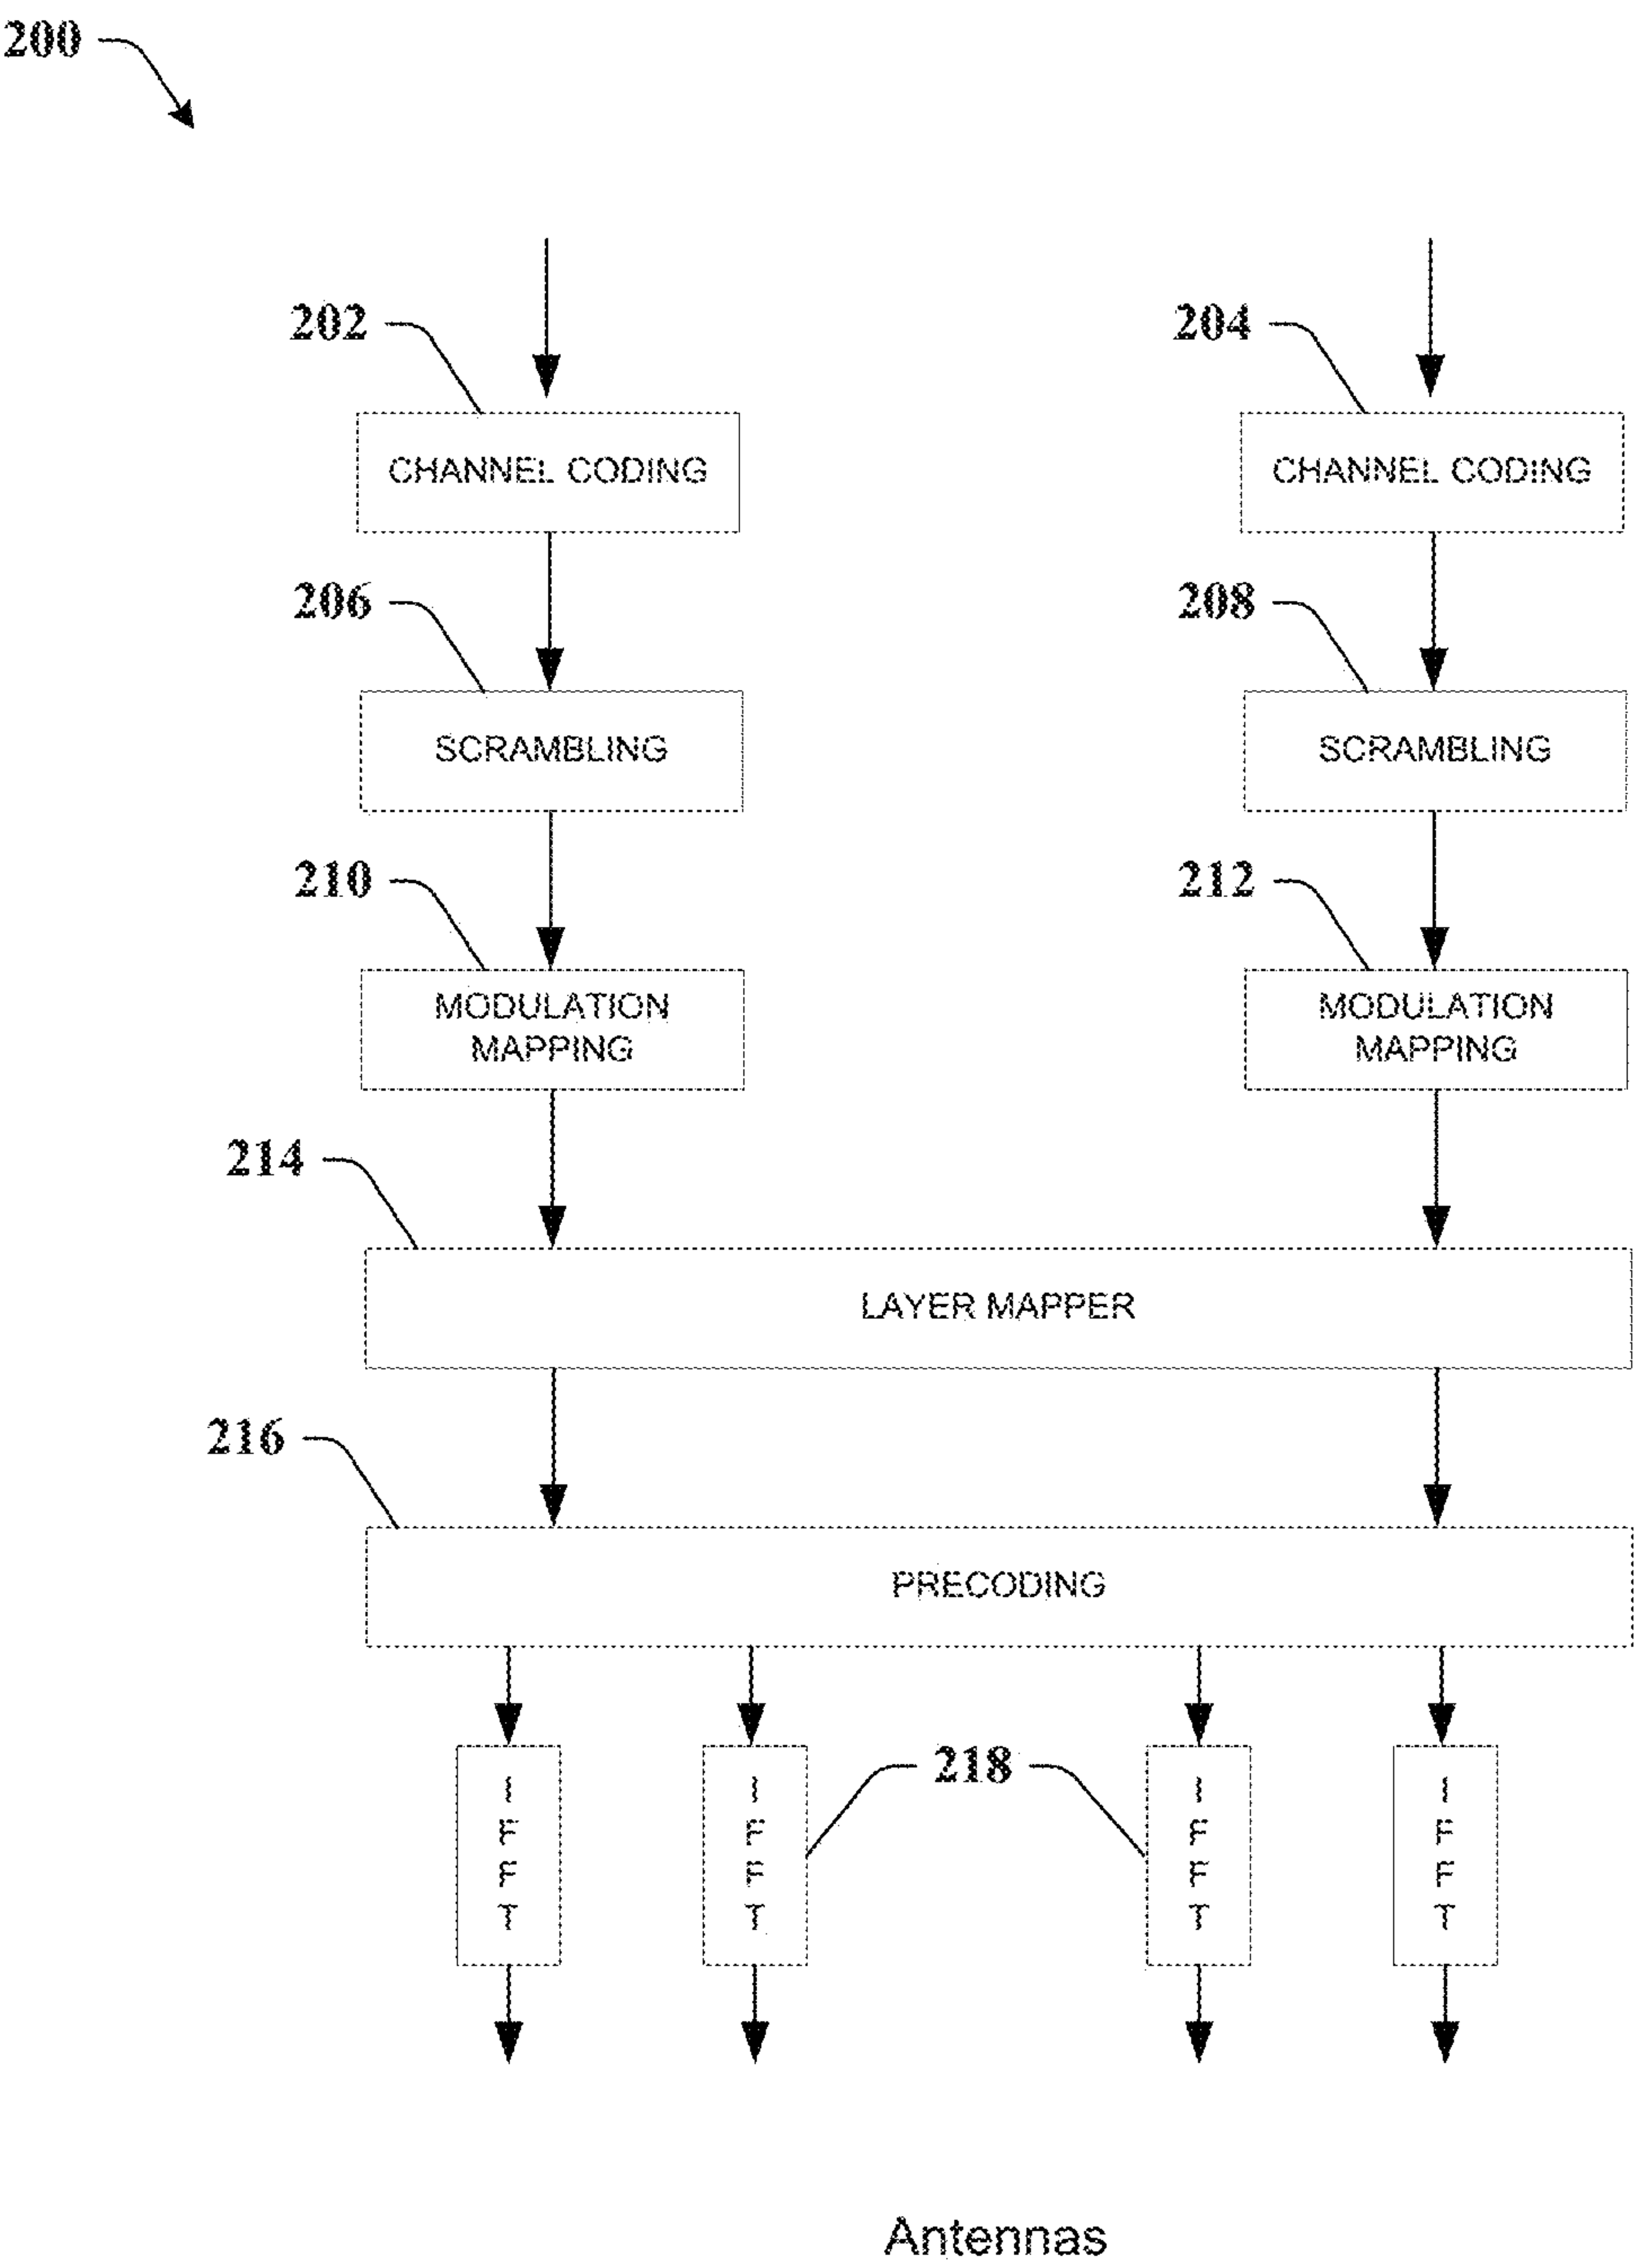 200
202
204
CHANNEL CODING
CHANNEL CODING
206
208
SCRAMBLING
SCRAMBLING
210
212
MODULATION
MAPPING
MODULATION
MAPPING
214
LAYER MAPPER
216
PRECODING
218
I
F
F
T
I
F
F
T
I
F
F
T
I
F
F
T
Antennas